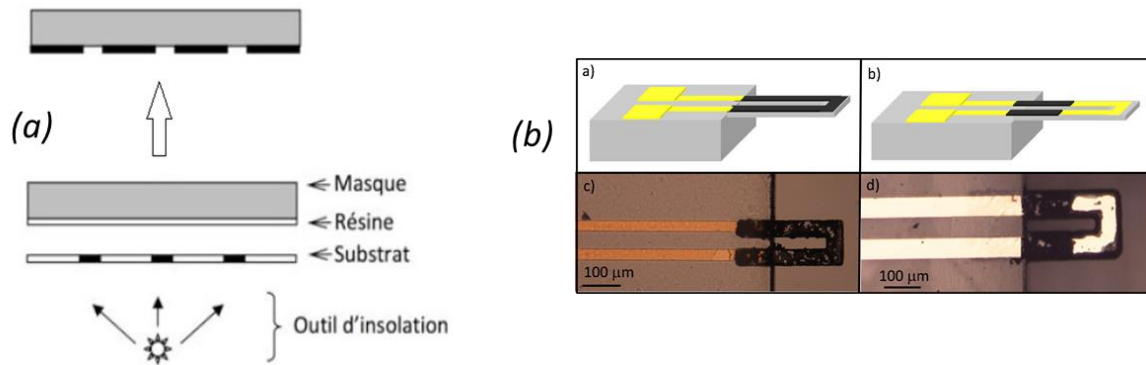 (a)
Masque
Résine
Substrat
Outil d'insolation
(b)
a)
b)
c)
100 μm
d)
100 μm